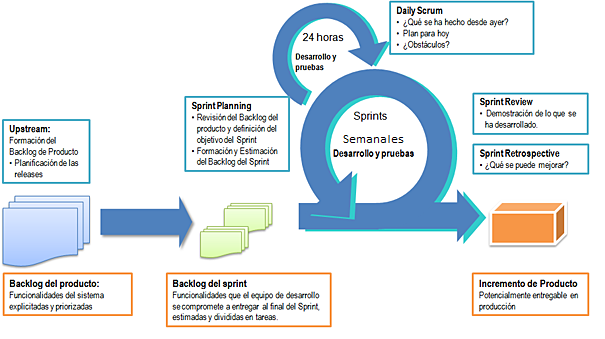 Daily Scrum
• ¿Qué se ha hecho desde ayer?
• Plan para hoy
• ¿Obstáculos?
24 horas
Desarrollo y
pruebas
Sprint Planning
• Revisión del Backlog del
producto y definición del
objetivo del Sprint
• Formación y Estimación
del Backlog del Sprint
Sprints
Semanales
Desarrollo y pruebas
Sprint Review
• Demostración de lo que se
ha desarrollado.
Sprint Retrospective
• ¿Qué se puede mejorar?
Upstream:
Formación del
Backlog de Producto
• Planificación de las
releases
Backlog del producto:
Funcionalidades del sistema
explicitadas y priorizadas
Backlog del sprint
Funcionalidades que el equipo de desarrollo
se compromete a entregar al final del Sprint,
estimadas y divididas en tareas.
Incremento de Producto
Potencialmente entregable en
producción